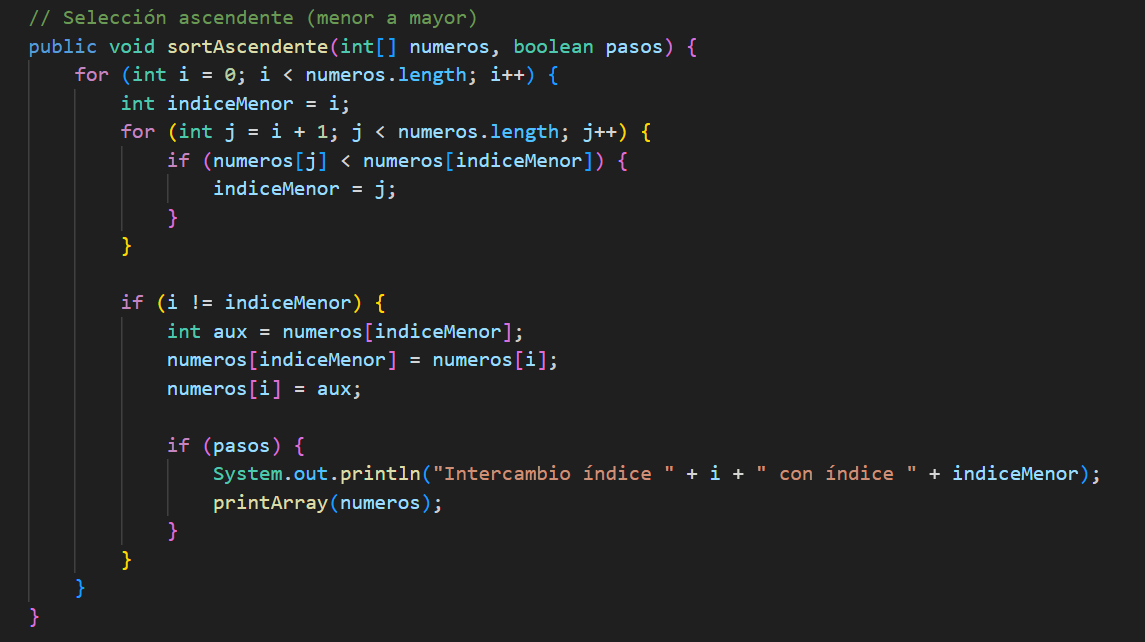 // Selección ascendente (menor a mayor)
public void sortAscendente(int[] numeros, boolean pasos) {
    for (int i = 0; i < numeros.length; i++) {
        int indiceMenor = i;
        for (int j = i + 1; j < numeros.length; j++) {
            if (numeros[j] < numeros[indiceMenor]) {
                indiceMenor = j;
            }
        }

        if (i != indiceMenor) {
            int aux = numeros[indiceMenor];
            numeros[indiceMenor] = numeros[i];
            numeros[i] = aux;

            if (pasos) {
                System.out.println("Intercambio índice " + i + " con índice " + indiceMenor);
                printArray(numeros);
            }
        }
    }
}